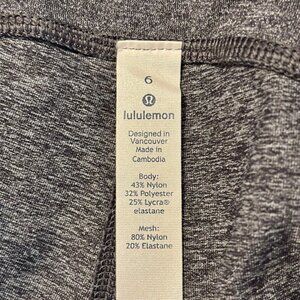 6
lululemon
Designed in
Vancouver
Made in
Cambodia
Body:
43% Nylon
32% Polyester
25% Lycra®
elastane
Mesh:
80% Nylon
20% Elastane